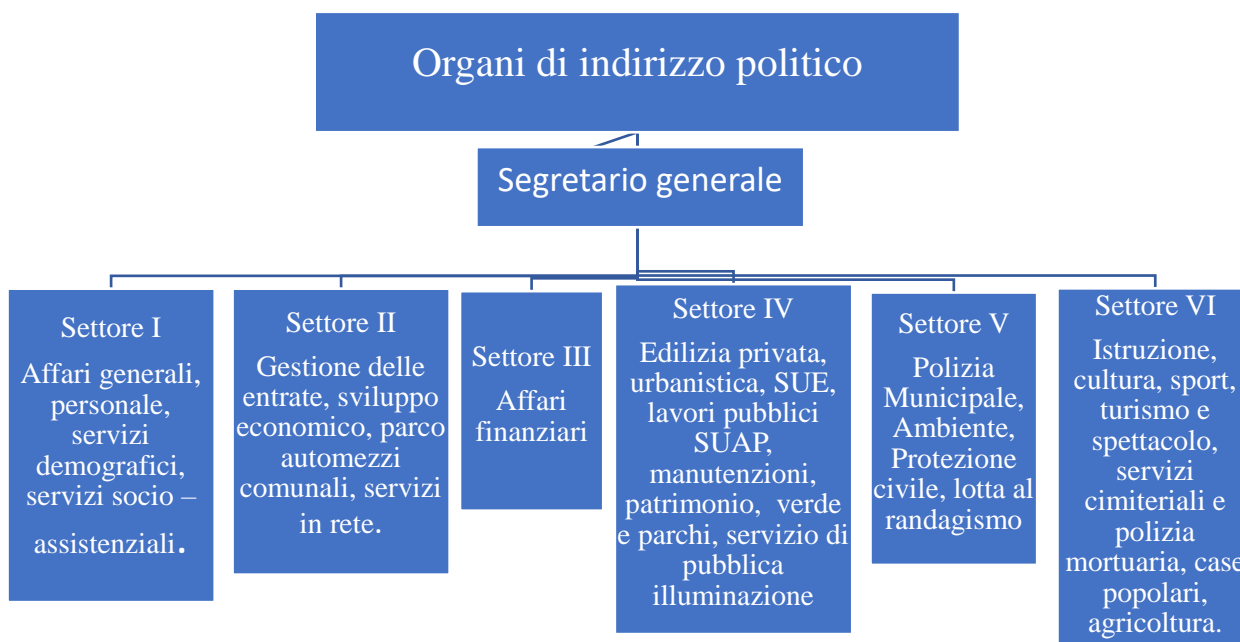 Organi di indirizzo politico
Segretario generale
Settore I
Affari generali,
personale,
servizi
demografici,
servizi socio –
assistenziali.
Settore II
Gestione delle
entrate, sviluppo
economico, parco
automezzi
comunali, servizi
in rete.
Settore III
Affari
finanziari
Settore IV
Edilizia privata,
urbanistica, SUE,
lavori pubblici
SUAP,
manutenzioni,
patrimonio, verde
e parchi, servizio di
pubblica
illuminazione
Settore V
Polizia
Municipale,
Ambiente,
Protezione
civile, lotta al
randagismo
Settore VI
Istruzione,
cultura, sport,
turismo e
spettacolo,
servizi
cimiteriali e
polizia
mortuaria, case
popolari,
agricoltura.